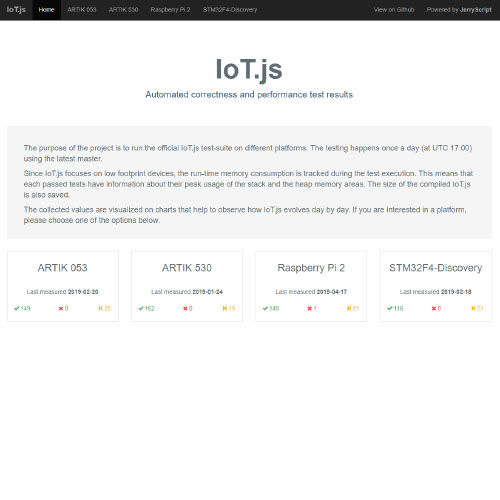 IoT.js Home ARTIK 053 ARTIK 530 Raspberry Pi 2 STM32F4-Discovery View on Github Powered by JerryScript
IoT.js
Automated correctness and performance test results
The purpose of the project is to run the official IoT.js test-suite on different platforms. The testing happens once a day (at UTC 17:00)
using the latest master.
Since IoT.js focuses on low footprint devices, the run-time memory consumption is tracked during the test execution. This means that
each passed tests have information about their peak usage of the stack and the heap memory areas. The size of the compiled IoT.js
is also saved.
The collected values are visualized on charts that help to observe how IoT.js evolves day by day. If you are interested in a platform,
please choose one of the options below.
ARTIK 053
Last measured 2019-02-20
149 0
ARTIK 530
Last measured 2019-01-24
162 0
Raspberry Pi 2
Last measured 2019-04-17
149 1
STM32F4-Discovery
Last measured 2019-02-18
116 0